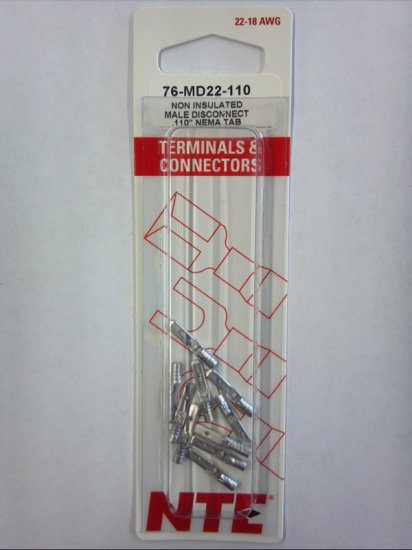 22-18 AWG
76-MD22-110
NON INSULATED
MALE DISCONNECT
.110" NEMA TAB
TERMINALS &
CONNECTORS
NTE